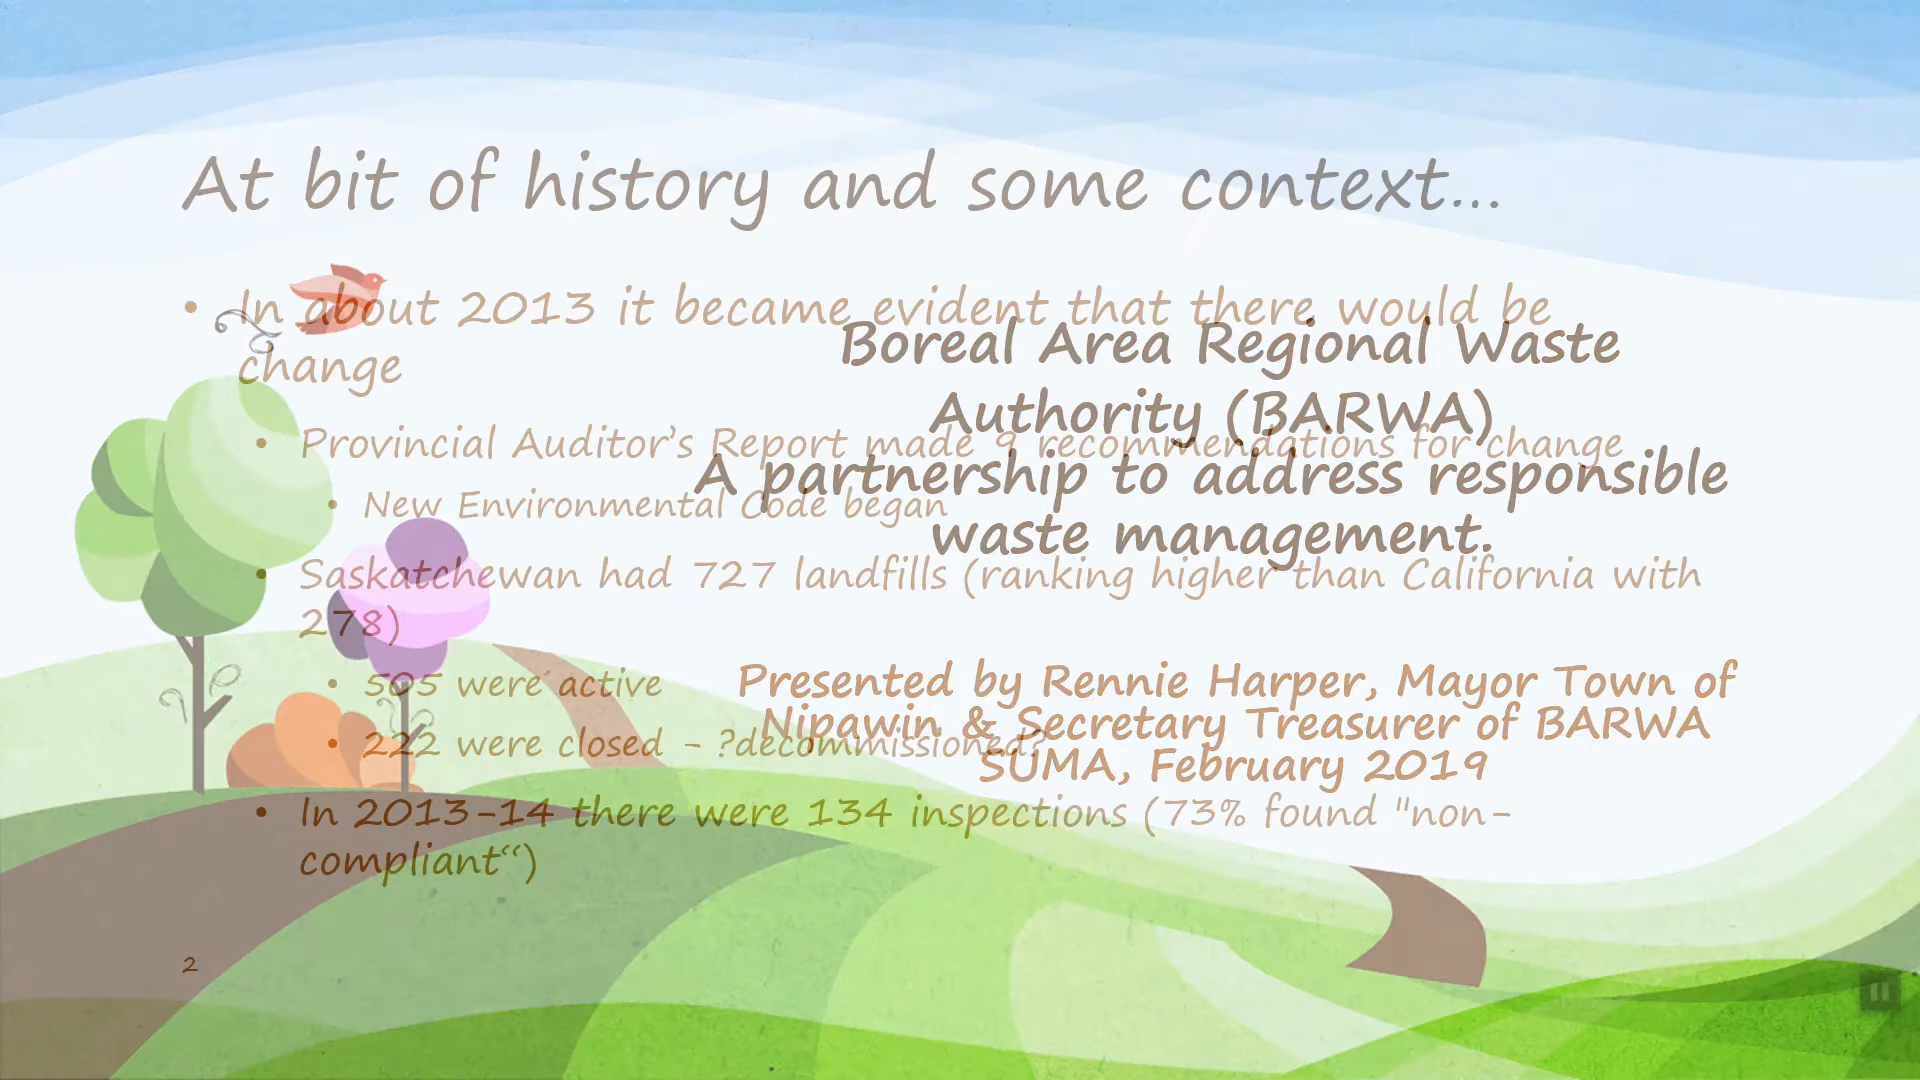 At bit of history and some context...
• In about 2013 it became evident that there would be
change
• Provincial Auditor’s Report made 9 recommendations for change
• New Environmental Code began
• Saskatchewan had 727 landfills (ranking higher than California with
278)
• 505 were active
• 222 were closed - ?decommissioned?
• In 2013-14 there were 134 inspections (73% found "non-
compliant“)
2
Boreal Area Regional Waste
Authority (BARWA)
A partnership to address responsible
waste management.
Presented by Rennie Harper, Mayor Town of
Nipawin & Secretary Treasurer of BARWA
SUMA, February 2019